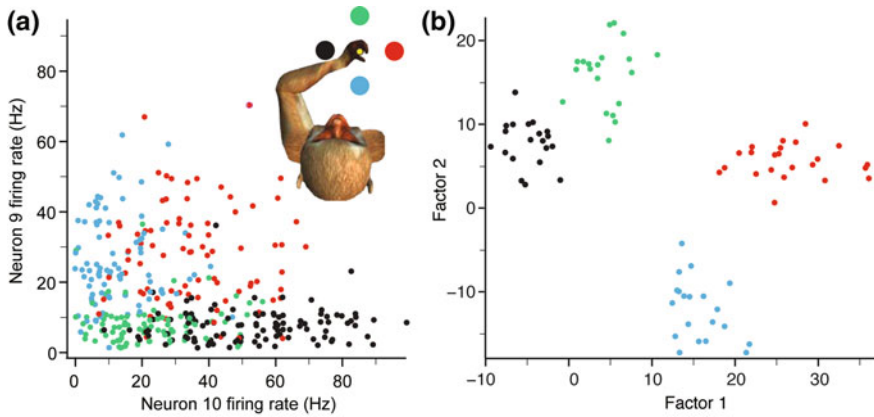 (a)
80
60
40
20
0
Neuron 9 firing rate (Hz)
0 20 40 60 80
Neuron 10 firing rate (Hz)
(b)
20
10
0
−10
Factor 2
−10 0 10 20 30
Factor 1